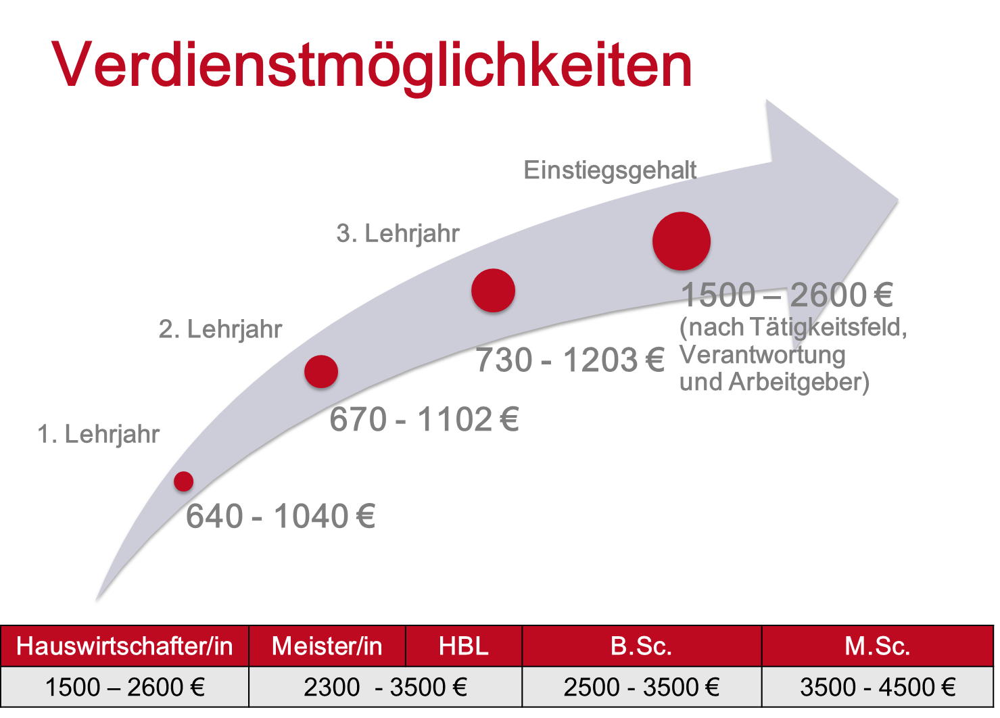 Verdienstmöglichkeiten
Einstiegsgehalt
3. Lehrjahr
1500 – 2600 €
(nach Tätigkeitsfeld,
Verantwortung
und Arbeitgeber)
2. Lehrjahr
730 - 1203 €
670 - 1102 €
1. Lehrjahr
640 - 1040 €
Hauswirtschafter/in Meister/in HBL B.Sc. M.Sc.
1500 – 2600 € 2300 - 3500 € 2500 - 3500 € 3500 - 4500 €